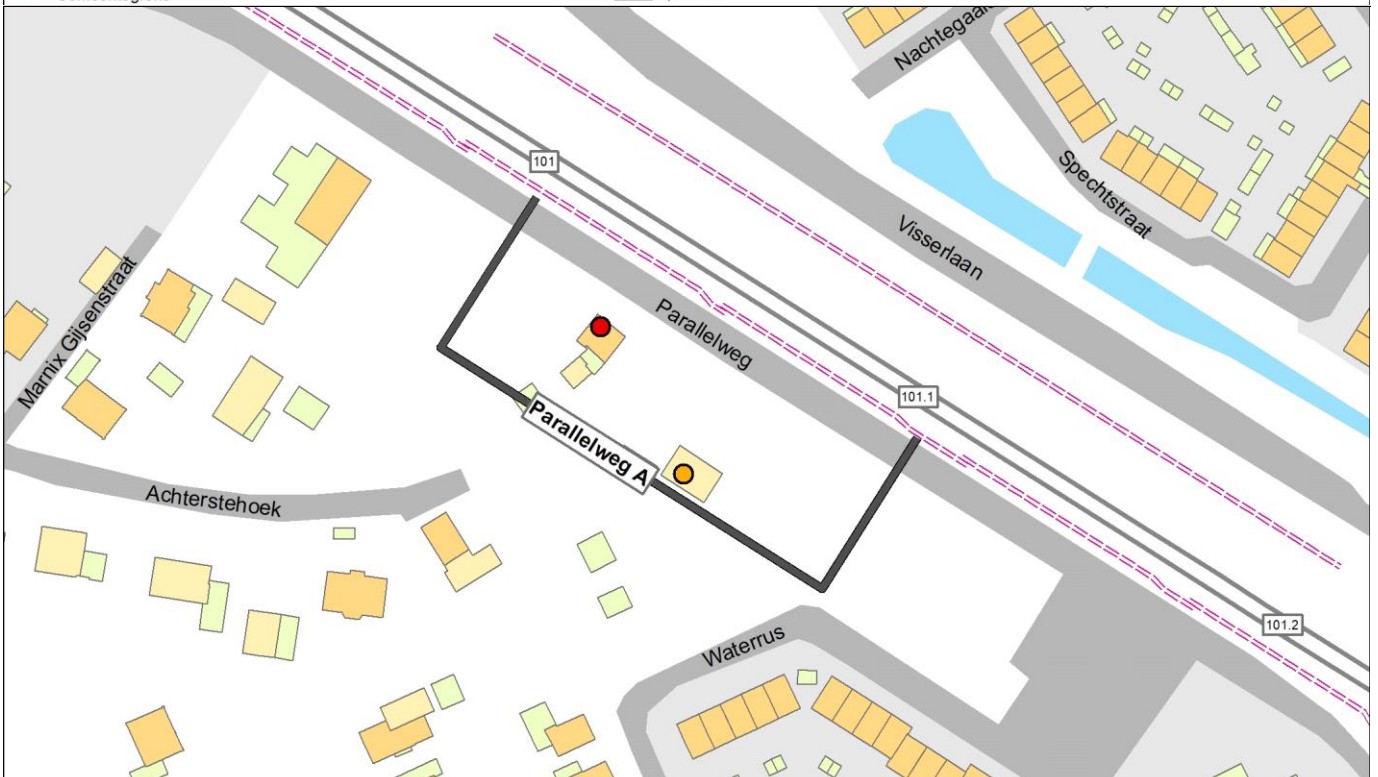 Nachtegaal
101
Spechtstraat
Visserlaan
Marnix Gijsenstraat
Parallelweg
101.1
Parallelweg A
Achterstehoek
101.2
Waterrus